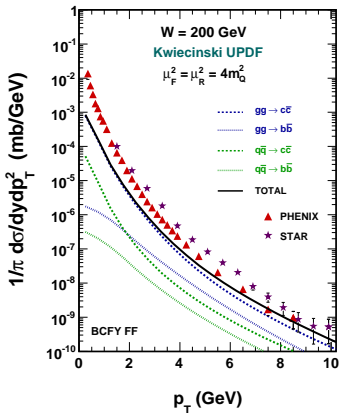 W = 200 GeV
Kwiecinski UPDF
μ_F^2 = μ_R^2 = 4m_Q^2
gg → cc̄
gg → bb̄
qq̄ → cc̄
qq̄ → bb̄
TOTAL
PHENIX
STAR
BCFY FF
1/π dσ/dydp_T^2 (mb/GeV)
10
1
10^-1
10^-2
10^-3
10^-4
10^-5
10^-6
10^-7
10^-8
10^-9
10^-10
0 2 4 6 8 10
p_T (GeV)